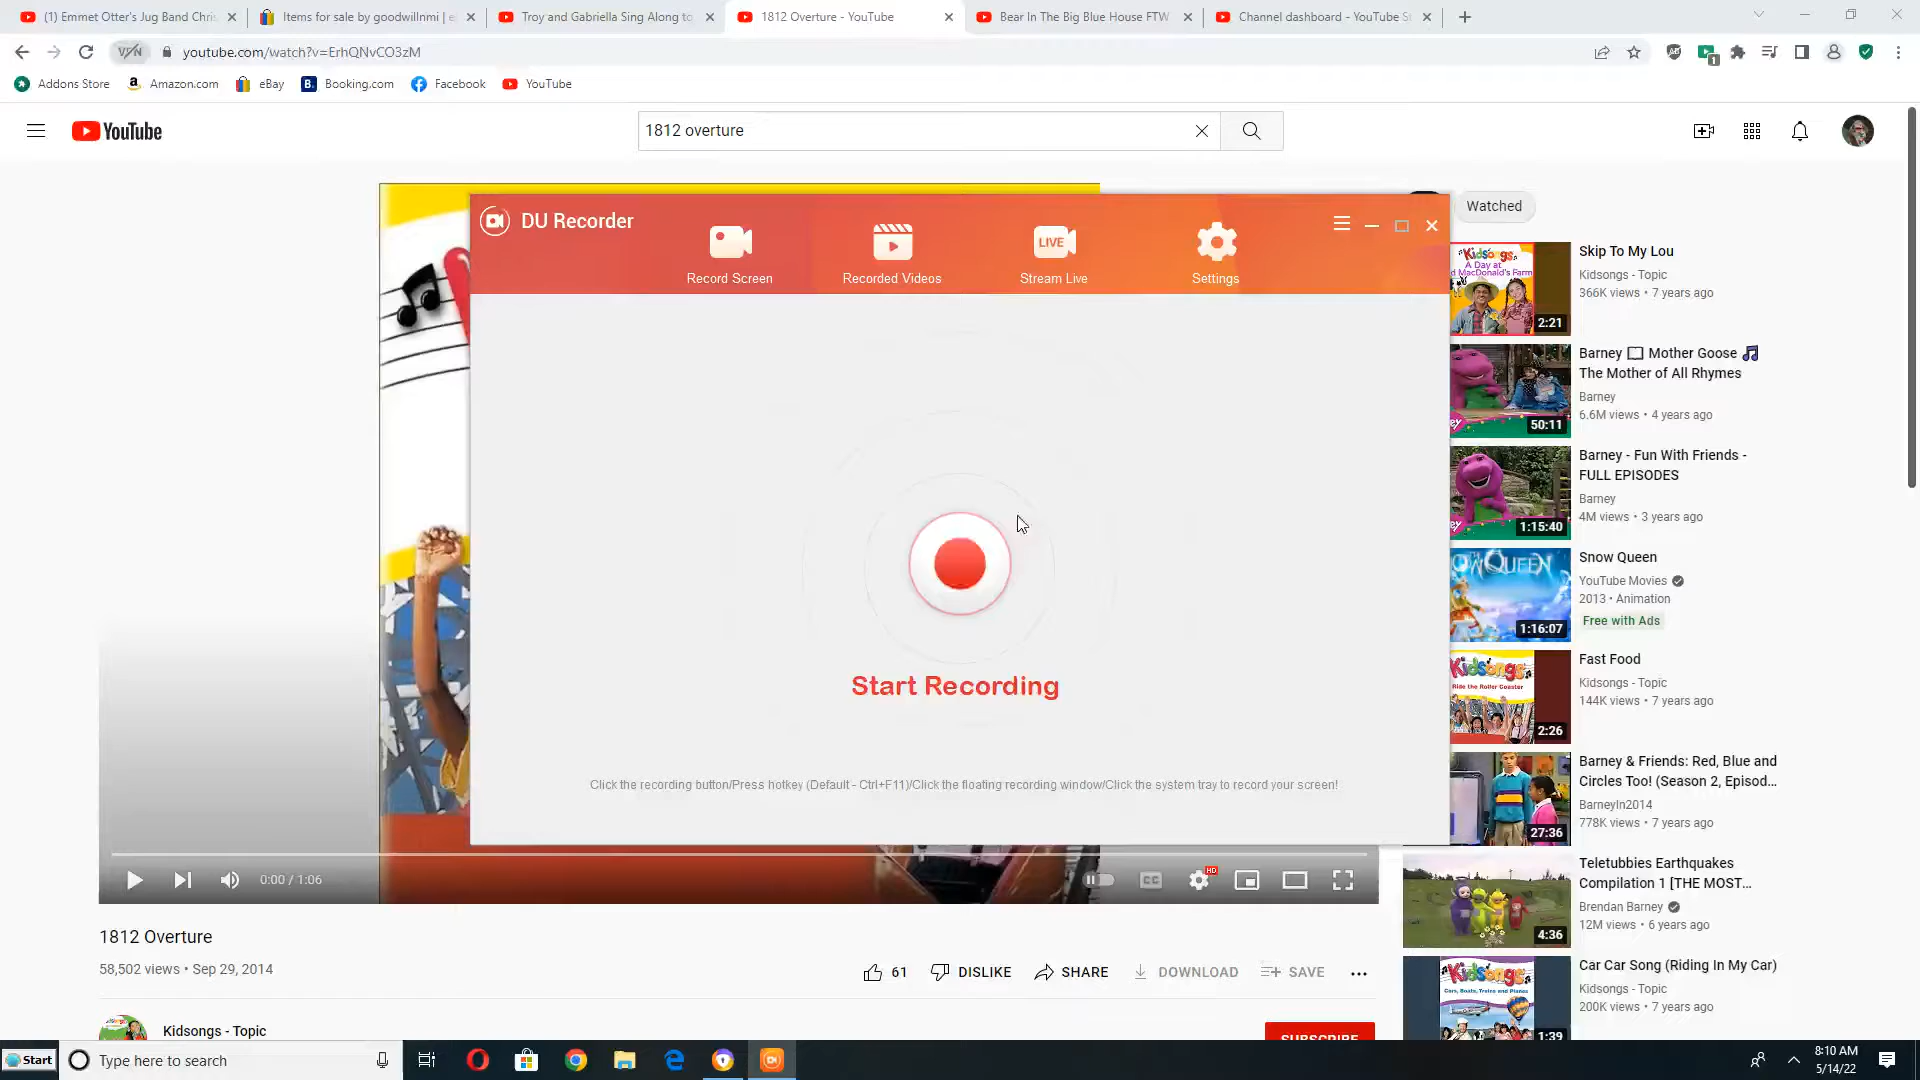 (1) Emmet Otter's Jug Band Chris
Items for sale by goodwillnmi | e
Troy and Gabriella Sing Along to
1812 Overture - YouTube
Bear In The Big Blue House FTW
Channel dashboard - YouTube St
VPN
youtube.com/watch?v=ErhQNvCO3zM
1
Addons Store
Amazon.com
eBay
Booking.com
Facebook
YouTube
YouTube
1812 overture
DU Recorder
Record Screen
Recorded Videos
LIVE
Stream Live
Settings
Start Recording
Click the recording button/Press hotkey (Default - Ctrl+F11)/Click the floating recording window/Click the system tray to record your screen!
Watched
Skip To My Lou
Kidsongs - Topic
366K views • 7 years ago
2:21
Barney 📖 Mother Goose 🎵
The Mother of All Rhymes
Barney
6.6M views • 4 years ago
50:11
Barney - Fun With Friends -
FULL EPISODES
Barney
4M views • 3 years ago
1:15:40
Snow Queen
YouTube Movies
2013 • Animation
Free with Ads
1:16:07
Fast Food
Kidsongs - Topic
144K views • 7 years ago
2:26
Barney & Friends: Red, Blue and
Circles Too! (Season 2, Episod...
BarneyIn2014
778K views • 7 years ago
27:36
Teletubbies Earthquakes
Compilation 1 [THE MOST...
Brendan Barney
12M views • 6 years ago
4:36
Car Car Song (Riding In My Car)
Kidsongs - Topic
200K views • 7 years ago
1:39
0:00 / 1:06
CC
HD
1812 Overture
58,502 views • Sep 29, 2014
61
DISLIKE
SHARE
DOWNLOAD
SAVE
Kidsongs - Topic
SUBSCRIBE
Start
Type here to search
8:10 AM
5/14/22